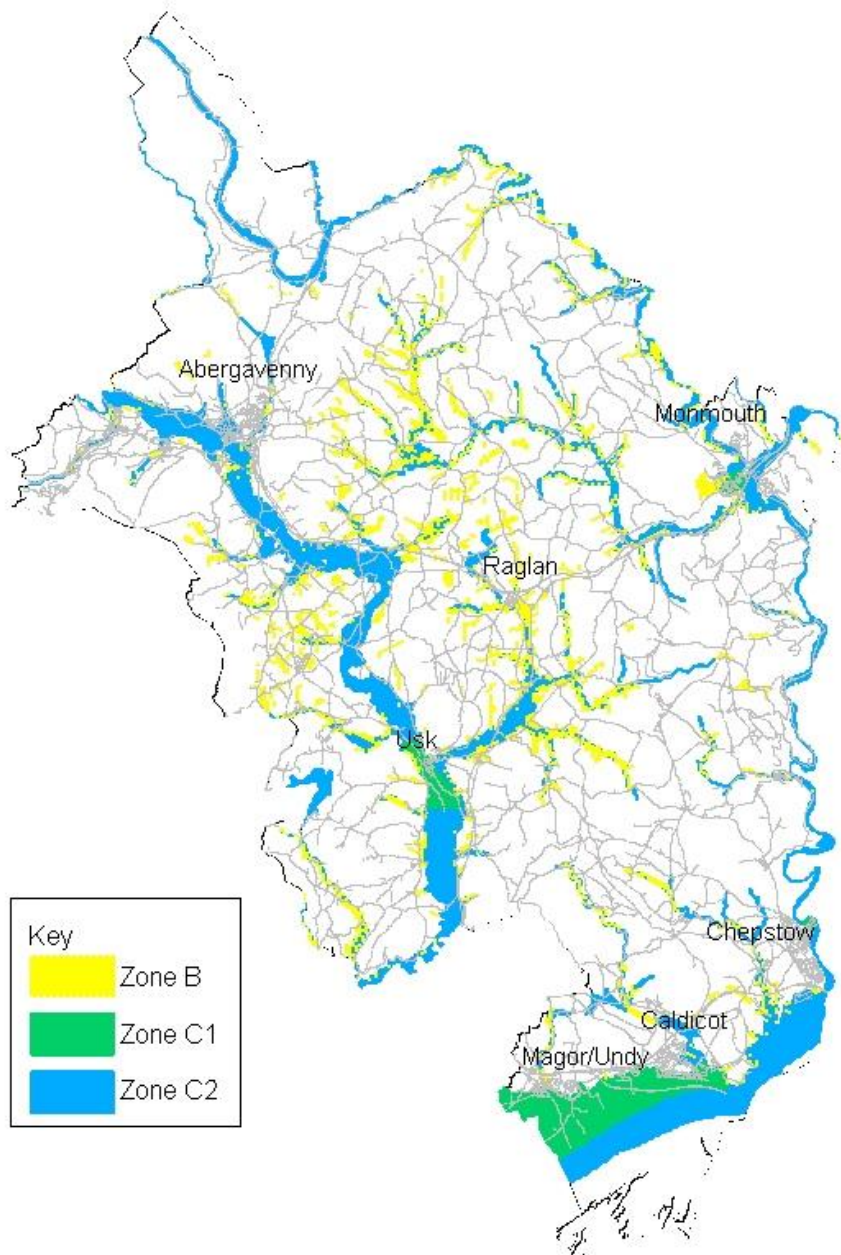 Abergavenny
Monmouth
Raglan
Usk
Chepstow
Caldicot
Magor/Undy
Key
Zone B
Zone C1
Zone C2